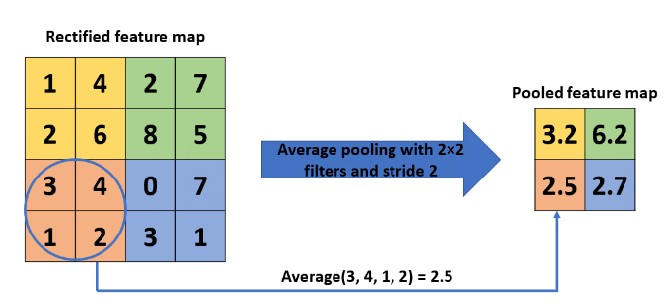 Rectified feature map
1 4 2 7
2 6 8 5
3 4 0 7
1 2 3 1
Average pooling with 2×2
filters and stride 2
Pooled feature map
3.2 6.2
2.5 2.7
Average(3, 4, 1, 2) = 2.5